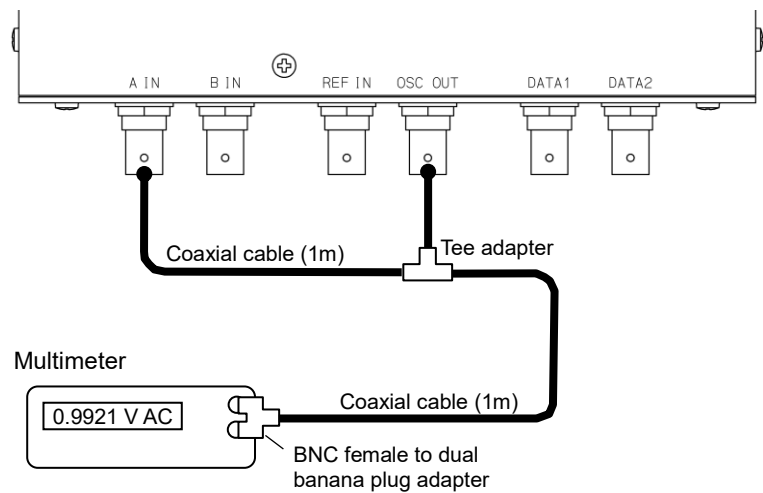 A IN
B IN
REF IN
OSC OUT
DATA1
DATA2
Coaxial cable (1m)
Tee adapter
Multimeter
0.9921 V AC
Coaxial cable (1m)
BNC female to dual
banana plug adapter